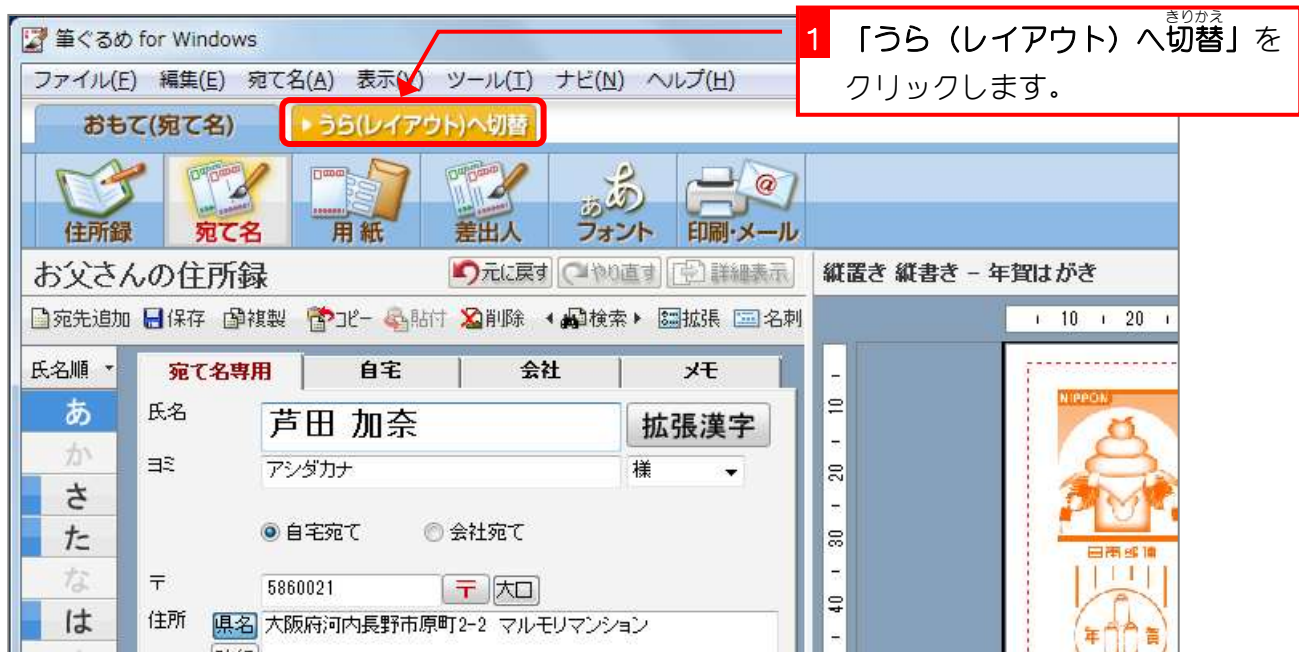 筆ぐるめ for Windows
きりかえ
1 「うら（レイアウト）へ切替」を
クリックします。
ファイル(F) 編集(E) 宛て名(A) 表示(V) ツール(T) ナビ(N) ヘルプ(H)
おもて(宛て名) うら(レイアウト)へ切替
住所録 宛て名 用紙 差出人 フォント 印刷・メール
お父さんの住所録 元に戻す やり直す 詳細表示 縦置き 縦書き - 年賀はがき
宛先追加 保存 複製 コピー 貼付 削除 検索 拡張 名刺
10 20
氏名順 宛て名専用 自宅 会社 メモ
あ 氏名 芦田 加奈 拡張漢字
10
NIPPON
か ヨミ アシダカナ 様
20
さ
た 自宅宛て 会社宛て
30
日本郵便
な 〒 5860021 〒 大口
は 住所 県名 大阪府河内長野市原町2-2 マルモリマンション
40
年賀